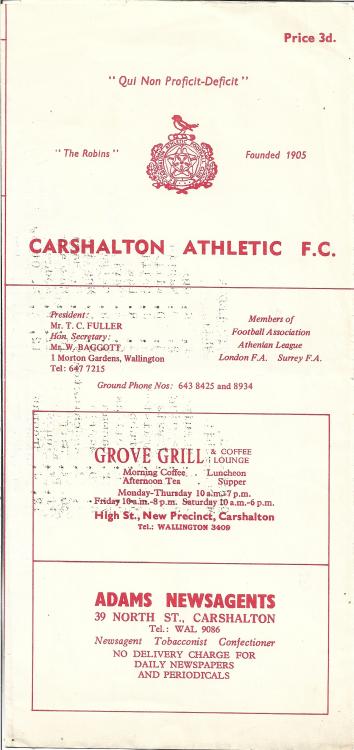 Price 3d.
"Qui Non Proficit-Deficit"
"The Robins"
Founded 1905
CARSHALTON ATHLETIC F.C.
President:
Mr. T. C. FULLER
Hon. Secretary:
Mr. W. BAGGOTT
1 Morton Gardens, Wallington
Tel: 647 7215
Members of
Football Association
Athenian League
London F.A. Surrey F.A.
Ground Phone Nos: 643 8425 and 8934
GROVE GRILL & COFFEE LOUNGE
Morning Coffee . Luncheon
Afternoon Tea . Supper
Monday-Thursday 10 a.m.-7 p.m.
Friday 10 a.m.-8 p.m. Saturday 10 a.m.-6 p.m.
High St., New Precinct, Carshalton
Tel.: WALLINGTON 3409
ADAMS NEWSAGENTS
39 NORTH ST., CARSHALTON
Tel.: WAL 9086
Newsagent Tobacconist Confectioner
NO DELIVERY CHARGE FOR
DAILY NEWSPAPERS
AND PERIODICALS